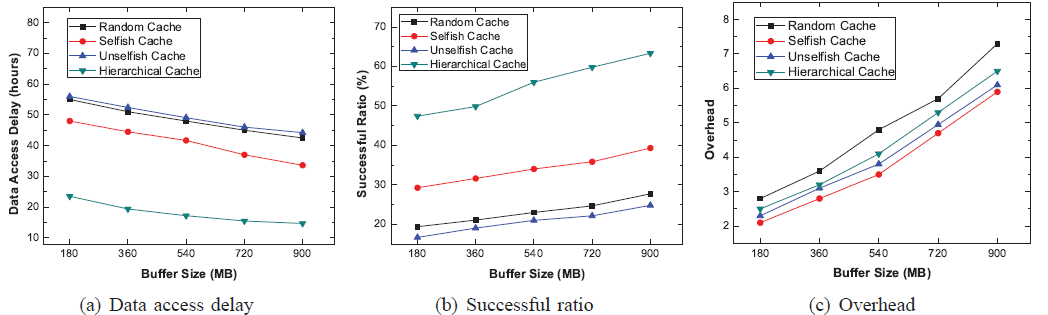 Random Cache
Selfish Cache
Unselfish Cache
Hierarchical Cache
80
70
60
50
40
30
20
10
180
360
540
720
900
Data Access Delay (hours)
Buffer Size (MB)
(a) Data access delay
Random Cache
Selfish Cache
Unselfish Cache
Hierarchical Cache
70
60
50
40
30
20
180
360
540
720
900
Successful Ratio (%)
Buffer Size (MB)
(b) Successful ratio
Random Cache
Selfish Cache
Unselfish Cache
Hierarchical Cache
8
7
6
5
4
3
2
180
360
540
720
900
Overhead
Buffer Size (MB)
(c) Overhead